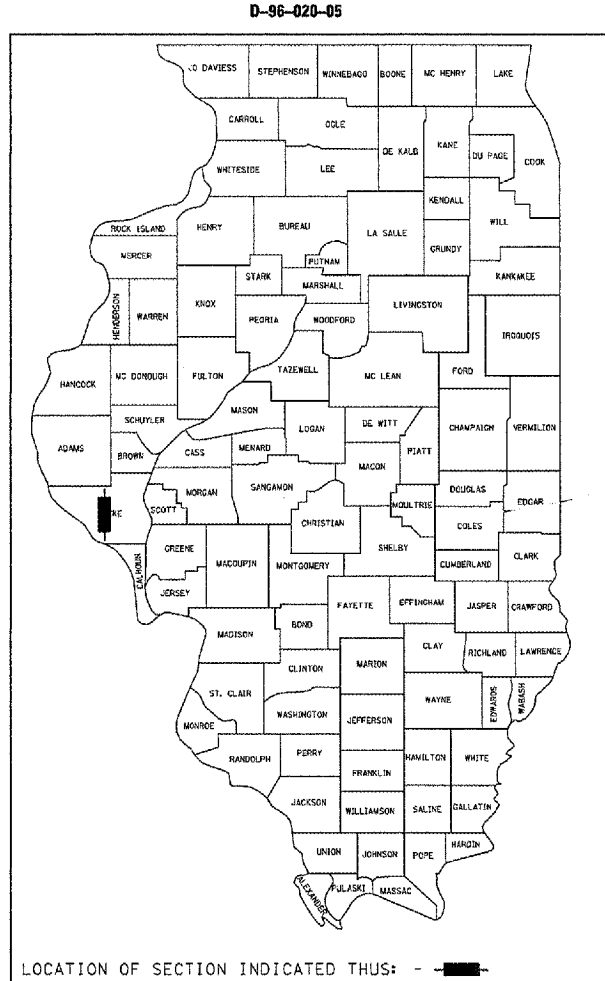 D-96-020-05
JO DAVIESS STEPHENSON WINNEBAGO BOONE MC HENRY LAKE
CARROLL OGLE
DE KALB KANE DU PAGE COOK
WHITESIDE LEE
KENDALL
ROCK ISLAND HENRY BUREAU LA SALLE WILL
MERCER PUTNAM GRUNDY
STARK MARSHALL KANKAKEE
HENDERSON WARREN KNOX PEORIA WOODFORD LIVINGSTON IROQUOIS
HANCOCK MC DONOUGH FULTON TAZEWELL MC LEAN FORD
MASON
SCHUYLER LOGAN DE WITT CHAMPAIGN VERMILION
ADAMS BROWN CASS MENARD PIATT
MACON
MORGAN SANGAMON DOUGLAS
KE SCOTT CHRISTIAN MOULTRIE COLES EDGAR
GREENE MACOUPIN MONTGOMERY SHELBY CUMBERLAND CLARK
CALHOUN JERSEY
FAYETTE EFFINGHAM JASPER CRAWFORD
MADISON BOND
CLAY RICHLAND LAWRENCE
CLINTON MARION
ST. CLAIR WAYNE EDWARDS WABASH
WASHINGTON JEFFERSON
MONROE
RANDOLPH PERRY HAMILTON WHITE
FRANKLIN
JACKSON WILLIAMSON SALINE GALLATIN
UNION JOHNSON POPE HARDIN
ALEXANDER PULASKI MASSAC
LOCATION OF SECTION INDICATED THUS: -